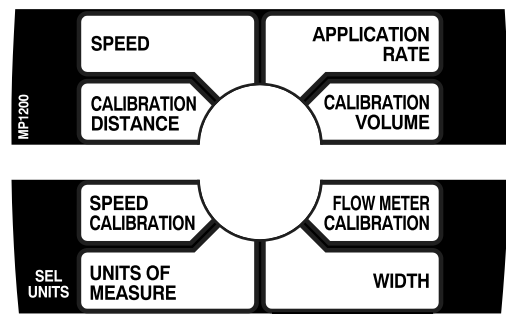 SPEED
APPLICATION
RATE
MP1200
CALIBRATION
DISTANCE
CALIBRATION
VOLUME
SPEED
CALIBRATION
FLOW METER
CALIBRATION
SEL
UNITS
UNITS OF
MEASURE
WIDTH